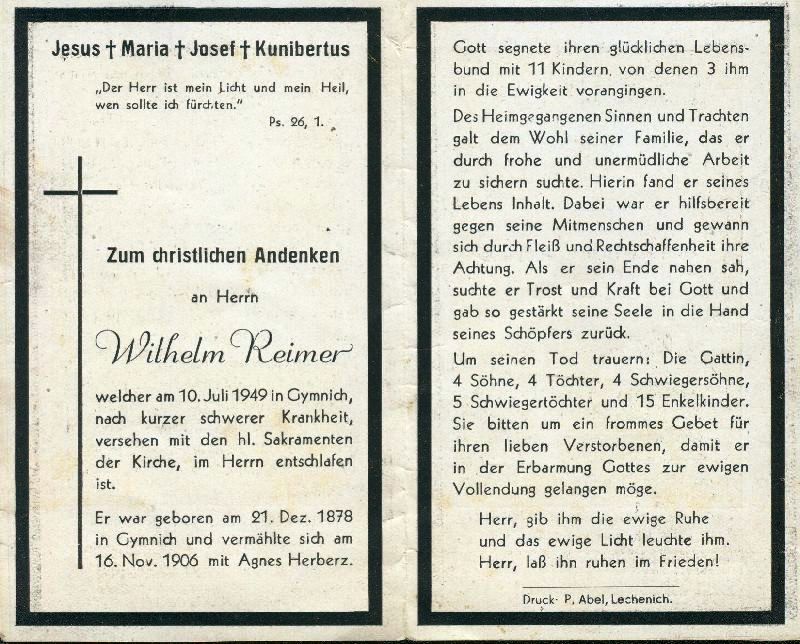 Jesus † Maria † Josef † Kunibertus
„Der Herr ist mein Licht und mein Heil,
wen sollte ich fürchten.“
Ps. 26, 1.
Zum christlichen Andenken
an Herrn
Wilhelm Reimer
welcher am 10. Juli 1949 in Gymnich,
nach kurzer schwerer Krankheit,
versehen mit den hl. Sakramenten
der Kirche, im Herrn entschlafen
ist.
Er war geboren am 21. Dez. 1878
in Gymnich und vermählte sich am
16. Nov. 1906 mit Agnes Herberz.
Gott segnete ihren glücklichen Lebens-
bund mit 11 Kindern, von denen 3 ihm
in die Ewigkeit vorangingen.
Des Heimgegangenen Sinnen und Trachten
galt dem Wohl seiner Familie, das er
durch frohe und unermüdliche Arbeit
zu sichern suchte. Hierin fand er seines
Lebens Inhalt. Dabei war er hilfsbereit
gegen seine Mitmenschen und gewann
sich durch Fleiß und Rechtschaffenheit ihre
Achtung. Als er sein Ende nahen sah,
suchte er Trost und Kraft bei Gott und
gab so gestärkt seine Seele in die Hand
seines Schöpfers zurück.
Um seinen Tod trauern: Die Gattin,
4 Söhne, 4 Töchter, 4 Schwiegersöhne,
5 Schwiegertöchter und 15 Enkelkinder.
Sie bitten um ein frommes Gebet für
ihren lieben Verstorbenen, damit er
in der Erbarmung Gottes zur ewigen
Vollendung gelangen möge.
Herr, gib ihm die ewige Ruhe
und das ewige Licht leuchte ihm.
Herr, laß ihn ruhen im Frieden!
Druck: P. Abel, Lechenich.